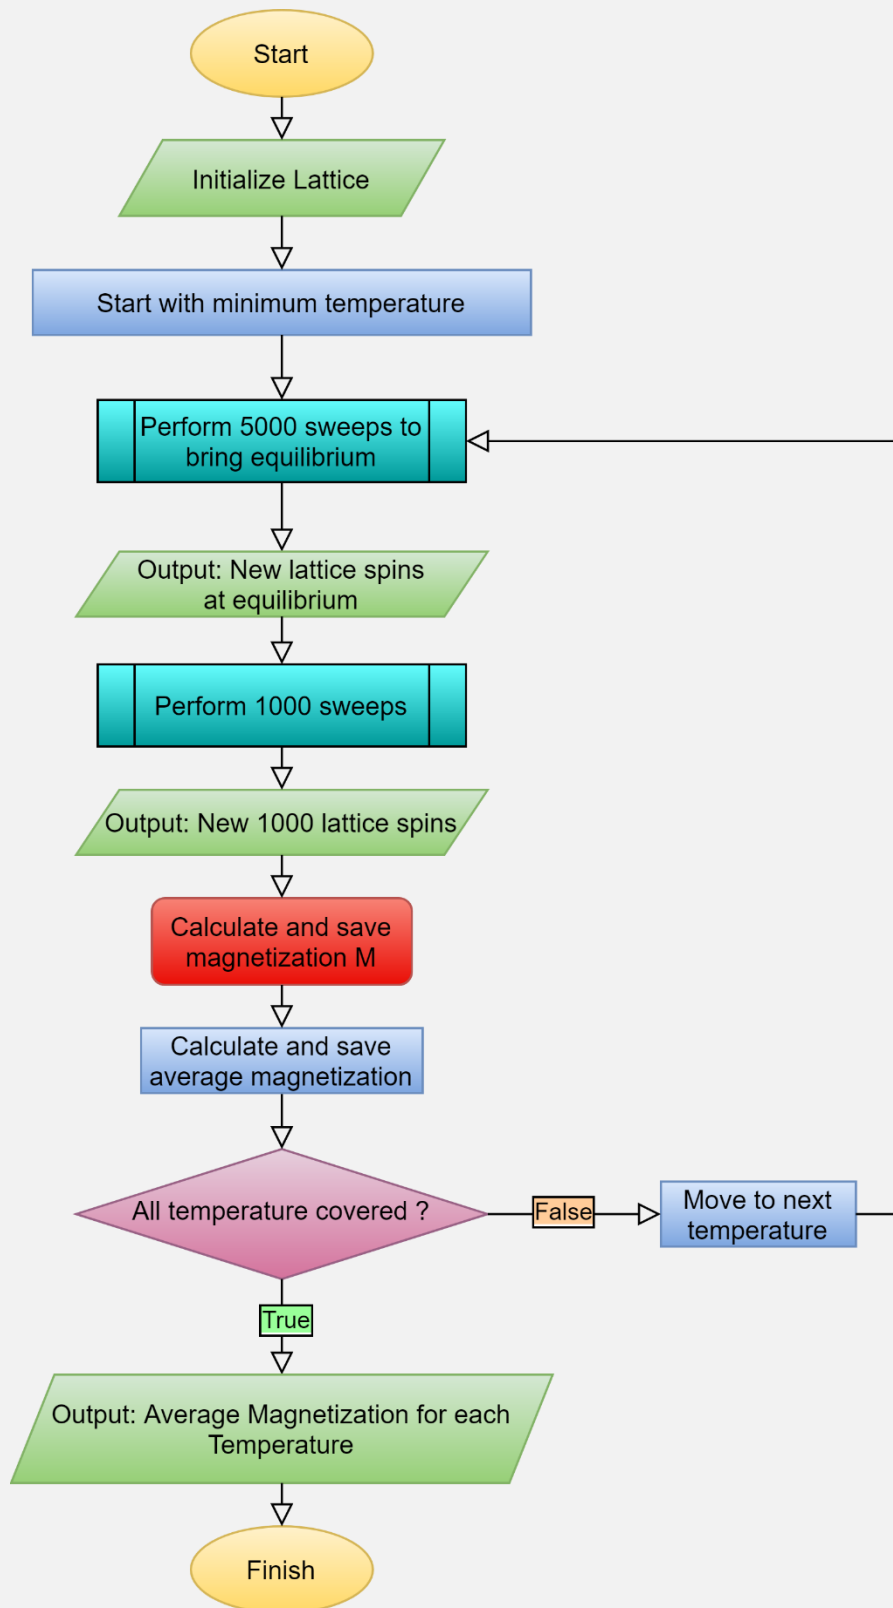 Start
Initialize Lattice
Start with minimum temperature
Perform 5000 sweeps to
bring equilibrium
Output: New lattice spins
at equilibrium
Perform 1000 sweeps
Output: New 1000 lattice spins
Calculate and save
magnetization M
Calculate and save
average magnetization
All temperature covered ?
False
Move to next
temperature
True
Output: Average Magnetization for each
Temperature
Finish